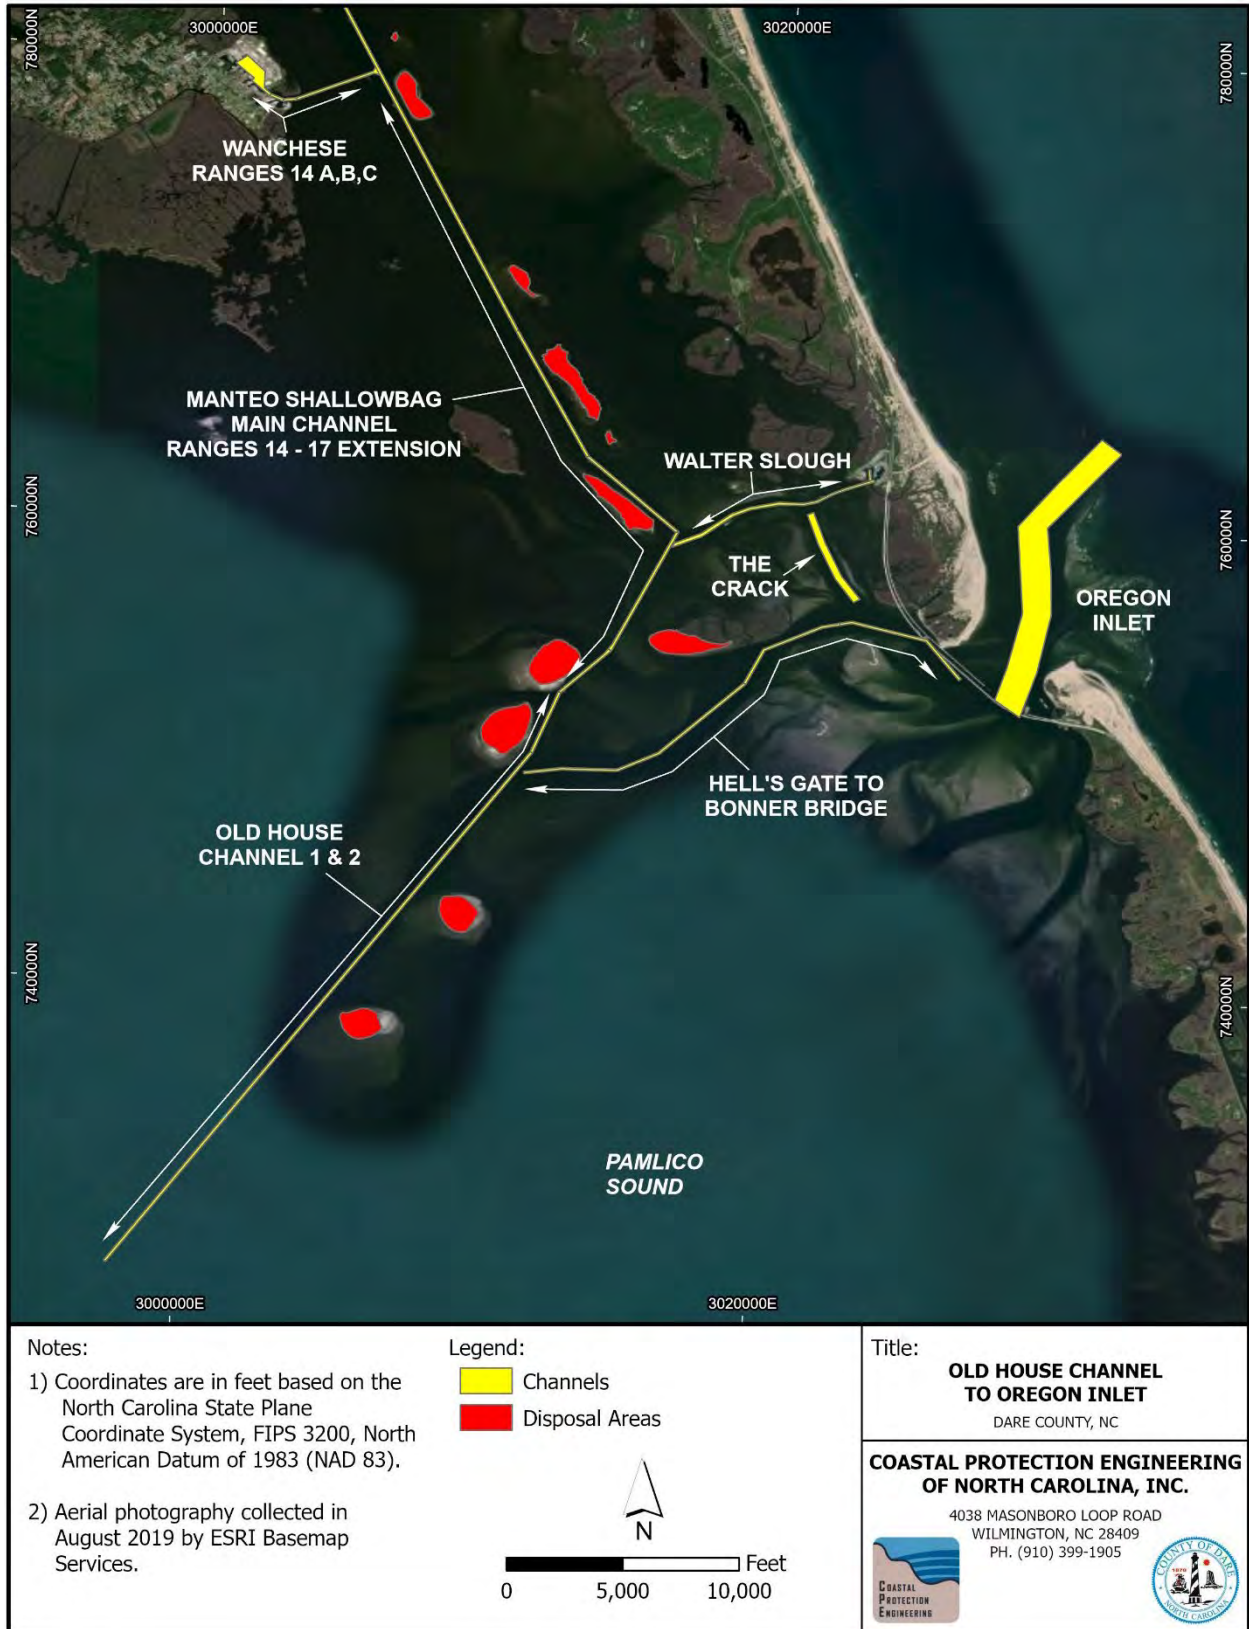 3000000E
3020000E
780000N
780000N
WANCHESE
RANGES 14 A,B,C
MANTEO SHALLOWBAG
MAIN CHANNEL
RANGES 14 - 17 EXTENSION
WALTER SLOUGH
760000N
760000N
THE
CRACK
OREGON
INLET
HELL'S GATE TO
BONNER BRIDGE
OLD HOUSE
CHANNEL 1 & 2
740000N
740000N
PAMLICO
SOUND
3000000E
3020000E
Notes:
1) Coordinates are in feet based on the
North Carolina State Plane
Coordinate System, FIPS 3200, North
American Datum of 1983 (NAD 83).
2) Aerial photography collected in
August 2019 by ESRI Basemap
Services.
Legend:
Channels
Disposal Areas
N
Feet
0 5,000 10,000
Title:
OLD HOUSE CHANNEL
TO OREGON INLET
DARE COUNTY, NC
COASTAL PROTECTION ENGINEERING
OF NORTH CAROLINA, INC.
4038 MASONBORO LOOP ROAD
WILMINGTON, NC 28409
PH. (910) 399-1905
COASTAL
PROTECTION
ENGINEERING
COUNTY OF DARE
1870
NORTH CAROLINA